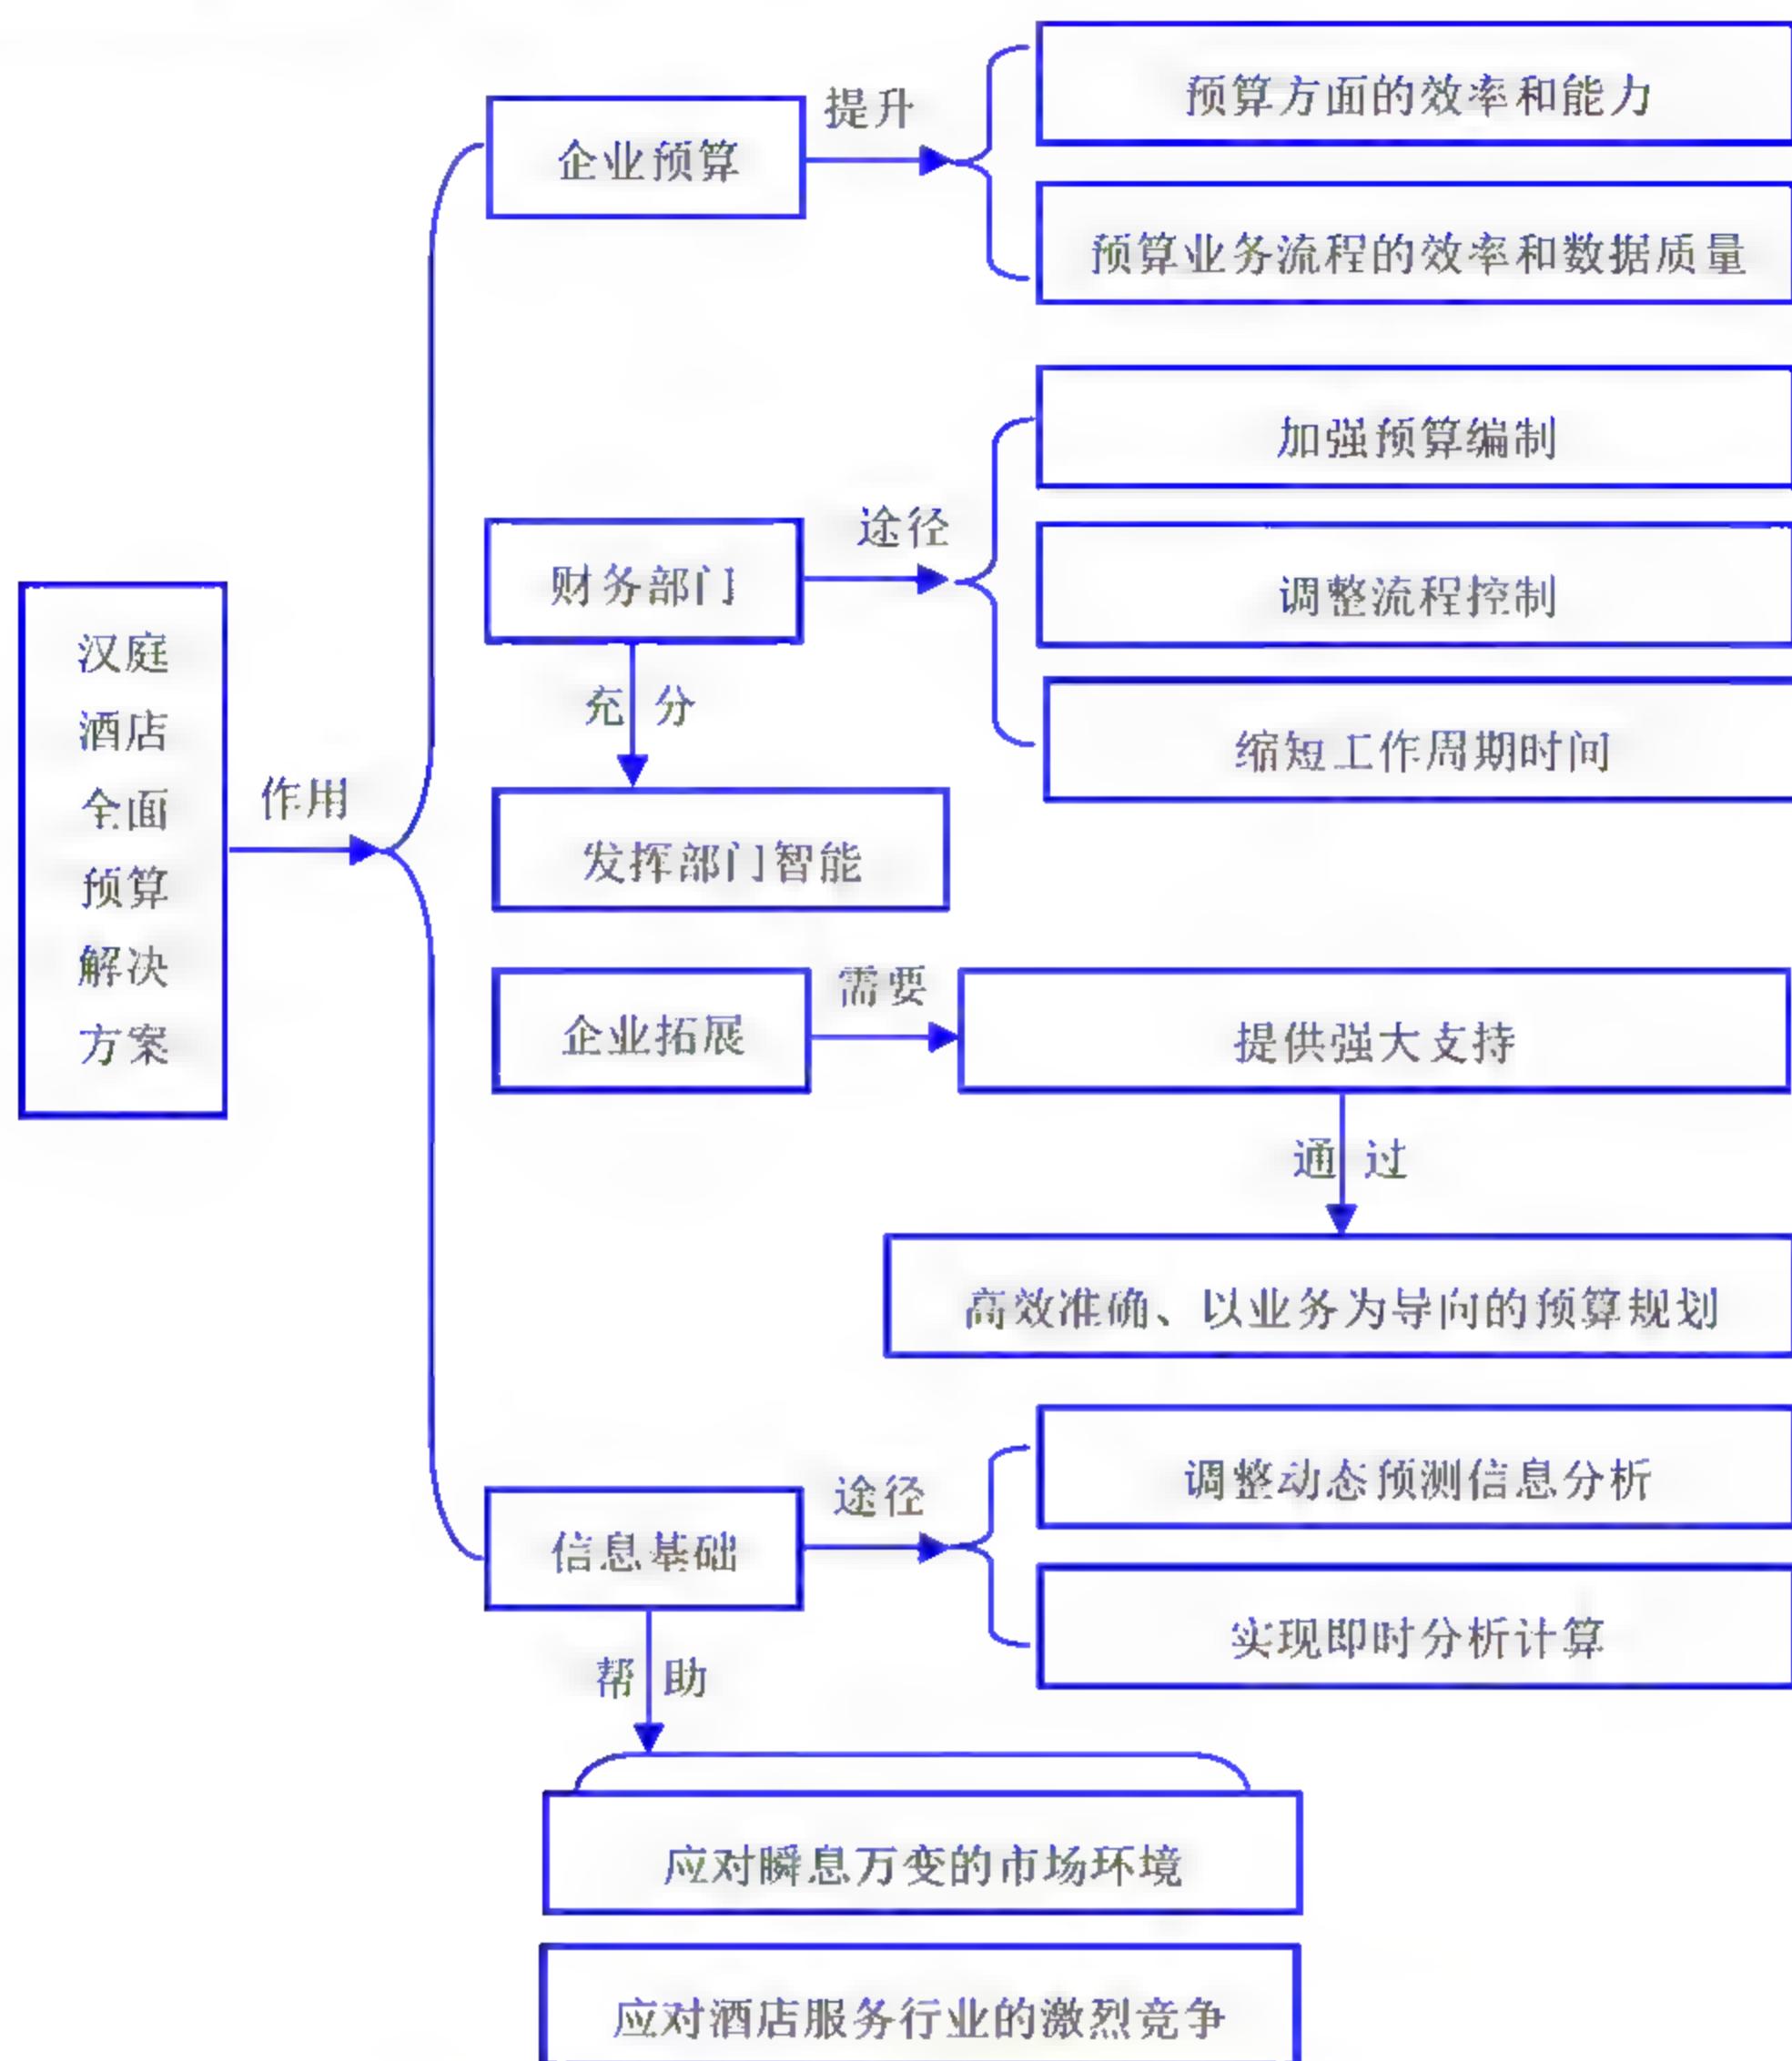 汉庭
酒店
全面
预算
解决
方案
作用
企业预算
提升
预算方面的效率和能力
预算业务流程的效率和数据质量
财务部门
途径
加强预算编制
调整流程控制
缩短工作周期时间
充分
发挥部门智能
企业拓展
需要
提供强大支持
通过
高效准确、以业务为导向的预算规划
信息基础
途径
调整动态预测信息分析
实现即时分析计算
帮助
应对瞬息万变的市场环境
应对酒店服务行业的激烈竞争